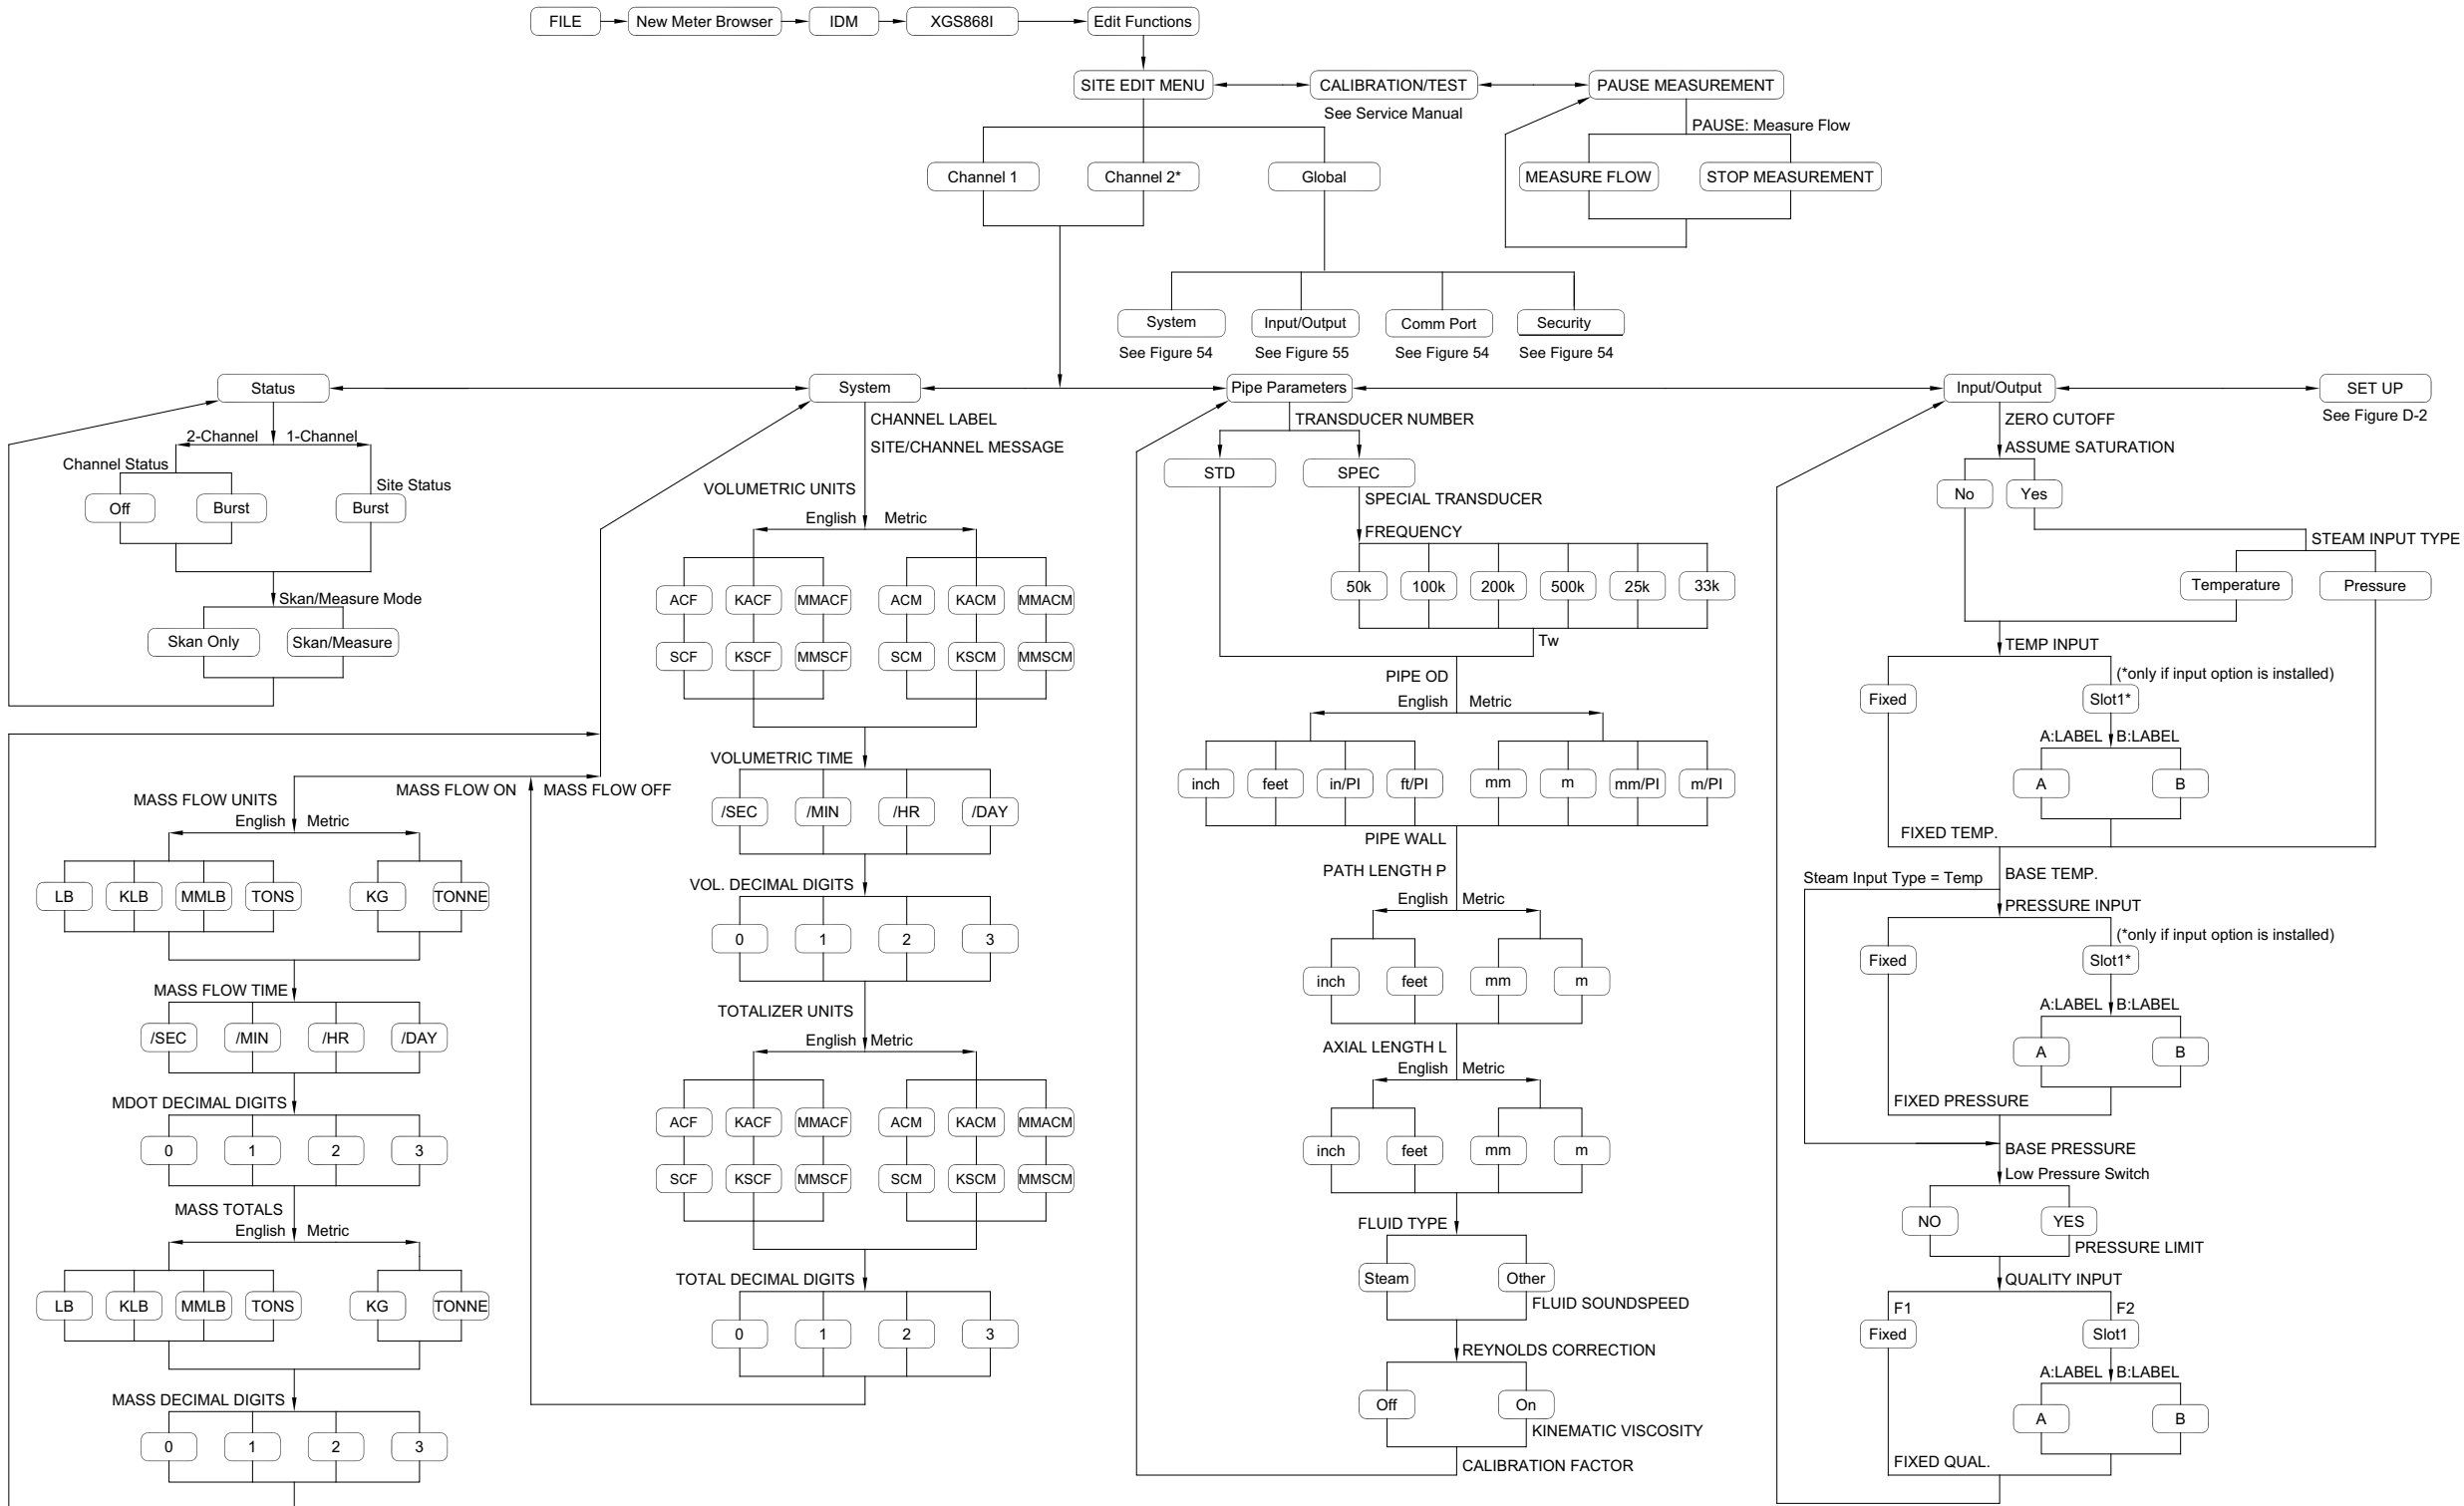 FILE
New Meter Browser
IDM
XGS868I
Edit Functions
SITE EDIT MENU
CALIBRATION/TEST
PAUSE MEASUREMENT
See Service Manual
PAUSE: Measure Flow
Channel 1
Channel 2*
Global
MEASURE FLOW
STOP MEASUREMENT
System
Input/Output
Comm Port
Security
See Figure 54
See Figure 55
See Figure 54
See Figure 54
Status
System
Pipe Parameters
Input/Output
SET UP
See Figure D-2
2-Channel
1-Channel
Channel Status
Site Status
Off
Burst
Burst
Skan/Measure Mode
Skan Only
Skan/Measure
CHANNEL LABEL
SITE/CHANNEL MESSAGE
VOLUMETRIC UNITS
English
Metric
ACF
KACF
MMACF
ACM
KACM
MMACM
SCF
KSCF
MMSCF
SCM
KSCM
MMSCM
VOLUMETRIC TIME
/SEC
/MIN
/HR
/DAY
VOL. DECIMAL DIGITS
0
1
2
3
TOTALIZER UNITS
English
Metric
ACF
KACF
MMACF
ACM
KACM
MMACM
SCF
KSCF
MMSCF
SCM
KSCM
MMSCM
TOTAL DECIMAL DIGITS
0
1
2
3
MASS FLOW ON
MASS FLOW OFF
MASS FLOW UNITS
English
Metric
LB
KLB
MMLB
TONS
KG
TONNE
MASS FLOW TIME
/SEC
/MIN
/HR
/DAY
MDOT DECIMAL DIGITS
0
1
2
3
MASS TOTALS
English
Metric
LB
KLB
MMLB
TONS
KG
TONNE
MASS DECIMAL DIGITS
0
1
2
3
TRANSDUCER NUMBER
STD
SPEC
SPECIAL TRANSDUCER
FREQUENCY
50k
100k
200k
500k
25k
33k
Tw
PIPE OD
English
Metric
inch
feet
in/PI
ft/PI
mm
m
mm/PI
m/PI
PIPE WALL
PATH LENGTH P
English
Metric
inch
feet
mm
m
AXIAL LENGTH L
English
Metric
inch
feet
mm
m
FLUID TYPE
Steam
Other
FLUID SOUNDSPEED
REYNOLDS CORRECTION
Off
On
KINEMATIC VISCOSITY
CALIBRATION FACTOR
ZERO CUTOFF
ASSUME SATURATION
No
Yes
STEAM INPUT TYPE
Temperature
Pressure
TEMP INPUT
(*only if input option is installed)
Fixed
Slot1*
A:LABEL
B:LABEL
A
B
FIXED TEMP.
BASE TEMP.
Steam Input Type = Temp
PRESSURE INPUT
(*only if input option is installed)
Fixed
Slot1*
A:LABEL
B:LABEL
A
B
FIXED PRESSURE
BASE PRESSURE
Low Pressure Switch
NO
YES
PRESSURE LIMIT
QUALITY INPUT
F1
F2
Fixed
Slot1
A:LABEL
B:LABEL
A
B
FIXED QUAL.